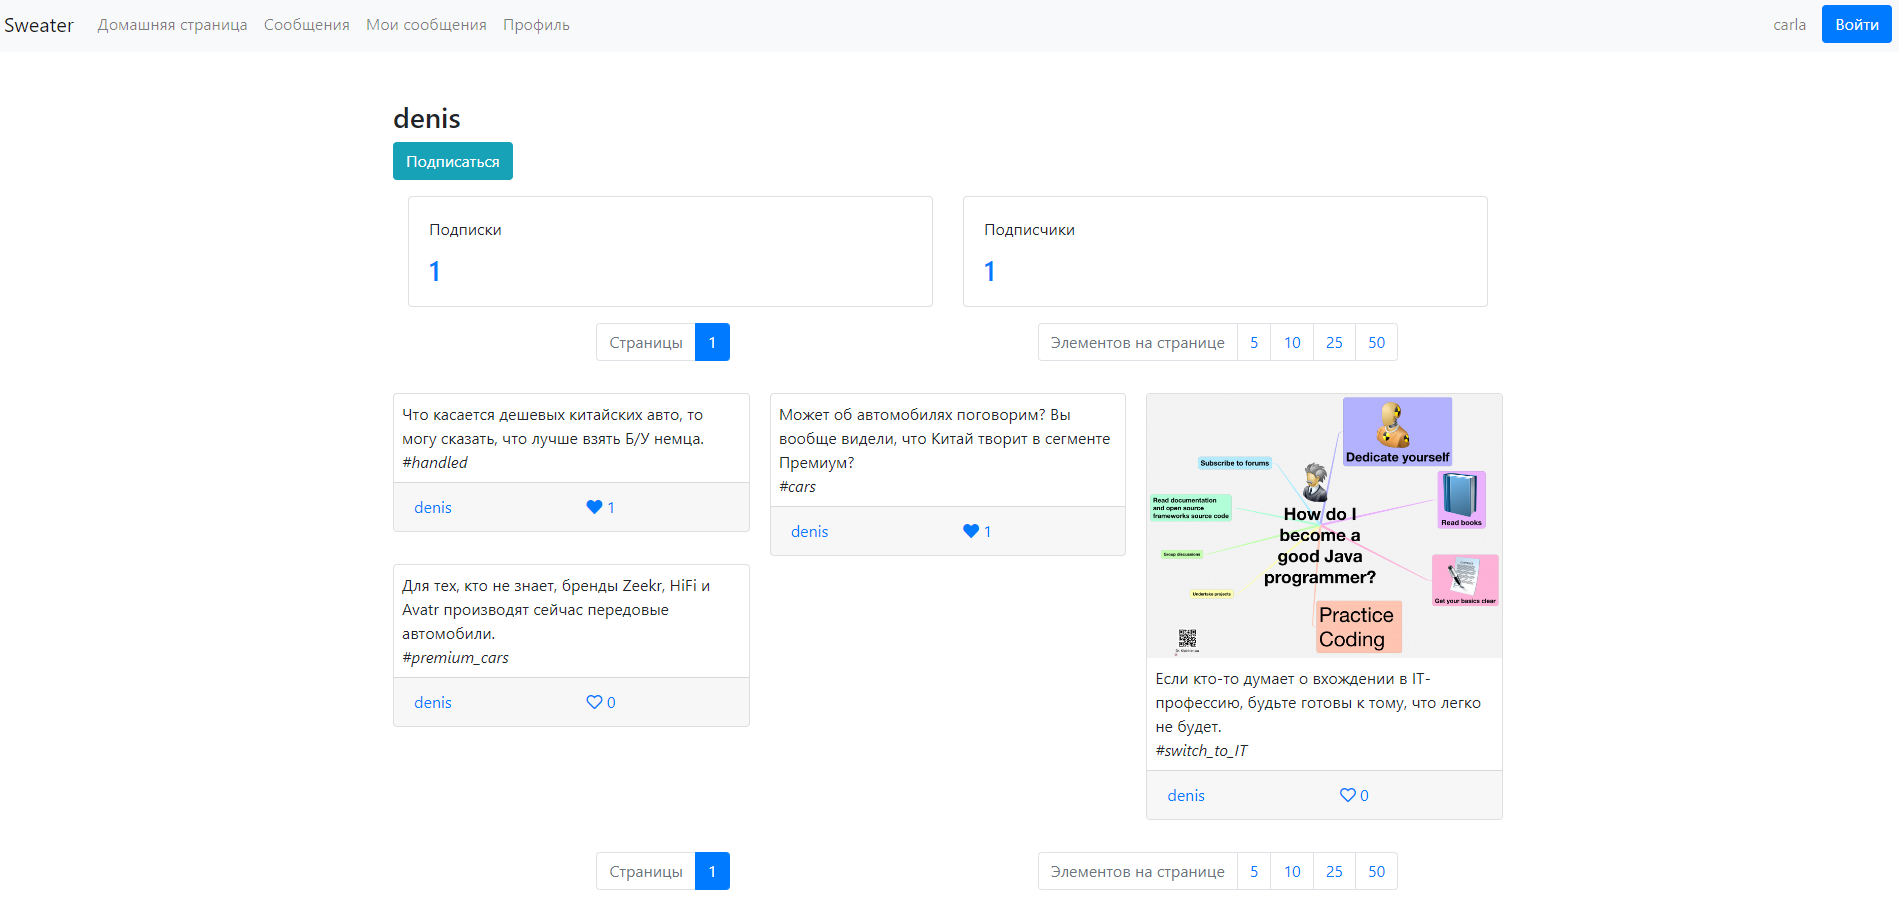 Sweater Домашняя страница Сообщения Мои сообщения Профиль carla Войти
denis
Подписаться
Подписки
1
Подписчики
1
Страницы 1
Элементов на странице 5 10 25 50
Что касается дешевых китайских авто, то
могу сказать, что лучше взять Б/У немца.
#handled
denis 1
Для тех, кто не знает, бренды Zeekr, HiFi и
Avatr производят сейчас передовые
автомобили.
#premium_cars
denis 0
Может об автомобилях поговорим? Вы
вообще видели, что Китай творит в сегменте
Премиум?
#cars
denis 1
Dedicate yourself
Subscribe to forums
Read documentation
and open source
frameworks source code
Read books
How do I
become a
good Java
programmer?
Group discussions
Get your basics clear
Undertake projects
Practice
Coding
Если кто-то думает о вхождении в IT-
профессию, будьте готовы к тому, что легко
не будет.
#switch_to_IT
denis 0
Страницы 1
Элементов на странице 5 10 25 50